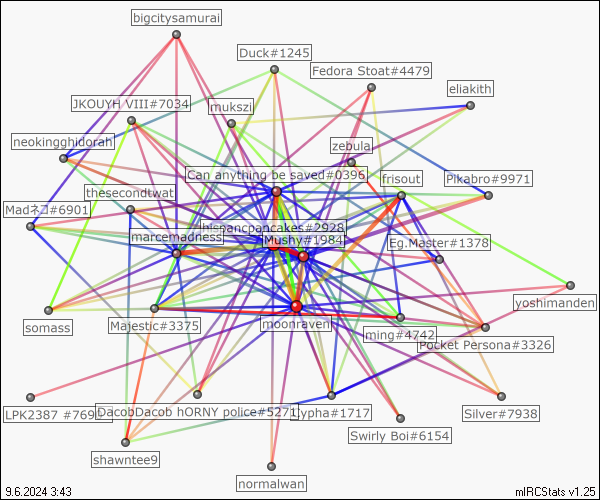 bigcitysamurai
Duck#1245
Fedora Stoat#4479
eliakith
JKOUYH VIII#7034
mukszi
neokingghidorah
zebula
Can anything be saved#0396
frisout
Pikabro#9971
thesecondtwat
Madネコ#6901
hispancpancakes#2928
marcemadness
Mushy#1984
Eg.Master#1378
yoshimanden
somass
Majestic#3375
moonraven
ming#4742
Pocket Persona#3326
LPK2387
DacobDacob hORNY police#5271
#1717
Silver#7938
Swirly Boi#6154
shawntee9
normalwan
9.6.2024 3:43
mIRCStats v1.25